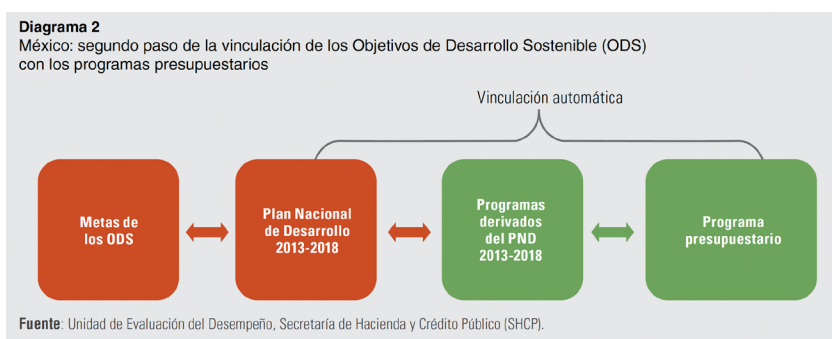 Diagrama 2
México: segundo paso de la vinculación de los Objetivos de Desarrollo Sostenible (ODS)
con los programas presupuestarios
Vinculación automática
Metas de
los ODS
Plan Nacional
de Desarrollo
2013-2018
Programas
derivados
del PND
2013-2018
Programa
presupuestario
Fuente: Unidad de Evaluación del Desempeño, Secretaría de Hacienda y Crédito Público (SHCP).